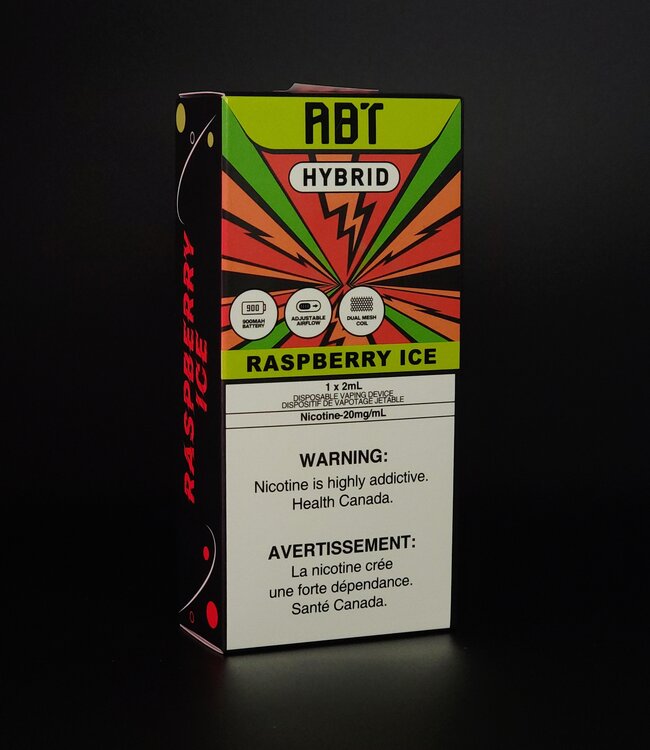 ABT
HYBRID
900
900MAH
BATTERY
ADJUSTABLE
AIRFLOW
DUAL MESH
COIL
RASPBERRY ICE
1 x 2mL
DISPOSABLE VAPING DEVICE
DISPOSITIF DE VAPOTAGE JETABLE
Nicotine-20mg/mL
WARNING:
Nicotine is highly addictive.
Health Canada.
AVERTISSEMENT:
La nicotine crée
une forte dépendance.
Santé Canada.
RASPBERRY
ICE